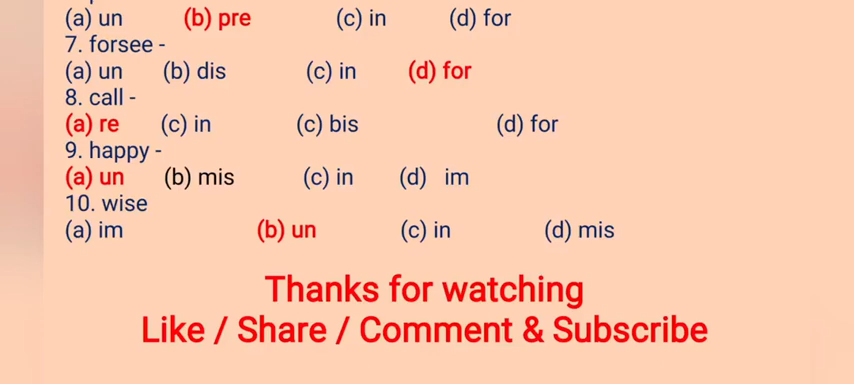 (a) un (b) pre (c) in (d) for
7. forsee -
(a) un (b) dis (c) in (d) for
8. call -
(a) re (c) in (c) bis (d) for
9. happy -
(a) un (b) mis (c) in (d) im
10. wise
(a) im (b) un (c) in (d) mis
Thanks for watching
Like / Share / Comment & Subscribe